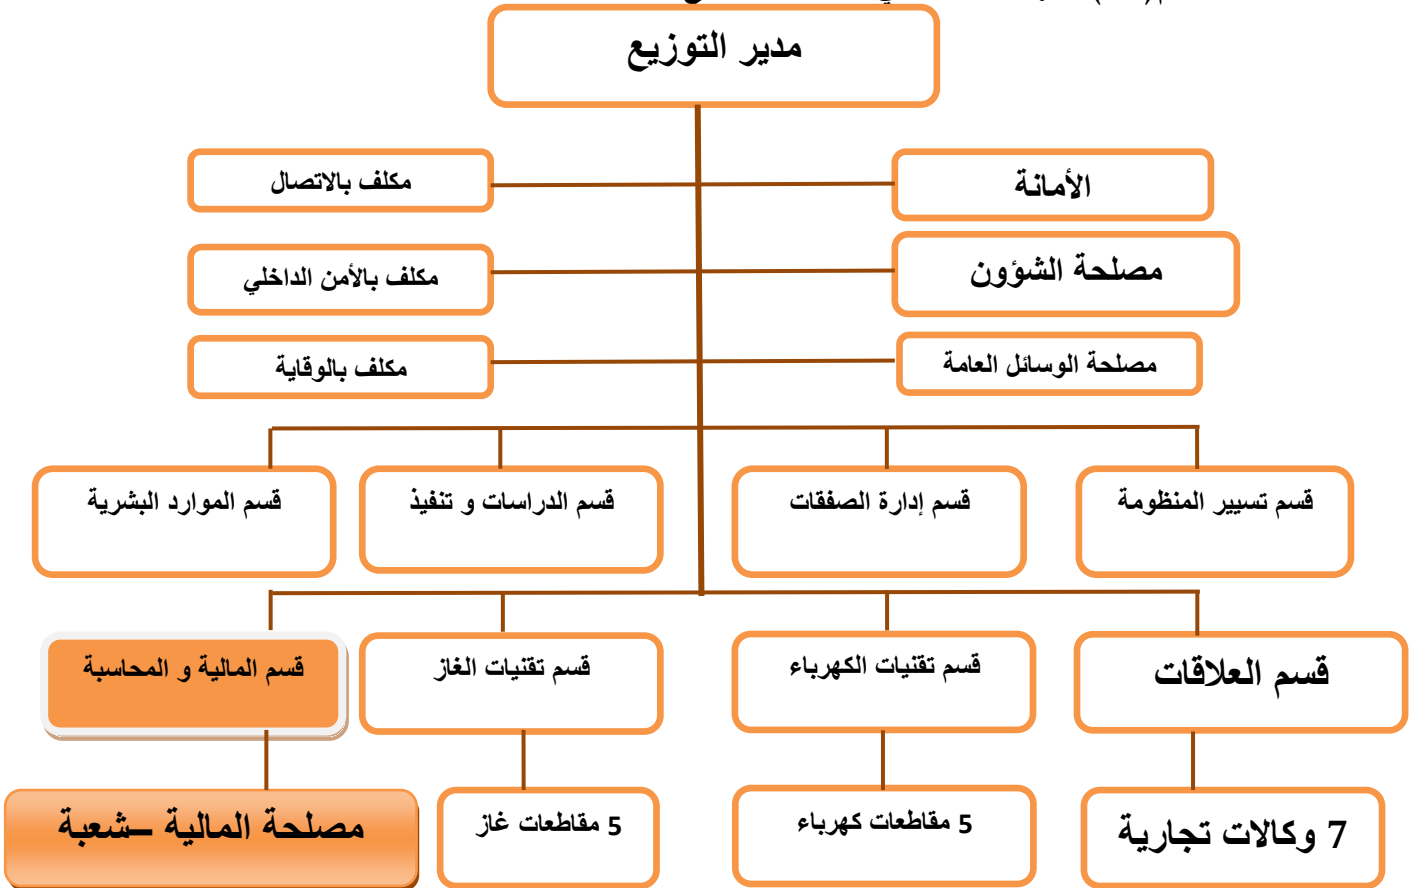 مدير التوزيع
الأمانة
مكلف بالاتصال
مصلحة الشؤون
مكلف بالأمن الداخلي
مصلحة الوسائل العامة
مكلف بالوقاية
قسم تسيير المنظومة
قسم إدارة الصفقات
قسم الدراسات و تنفيذ
قسم الموارد البشرية
قسم العلاقات
قسم تقنيات الكهرباء
قسم تقنيات الغاز
قسم المالية و المحاسبة
7 وكالات تجارية
5 مقاطعات كهرباء
5 مقاطعات غاز
مصلحة المالية –شعبة